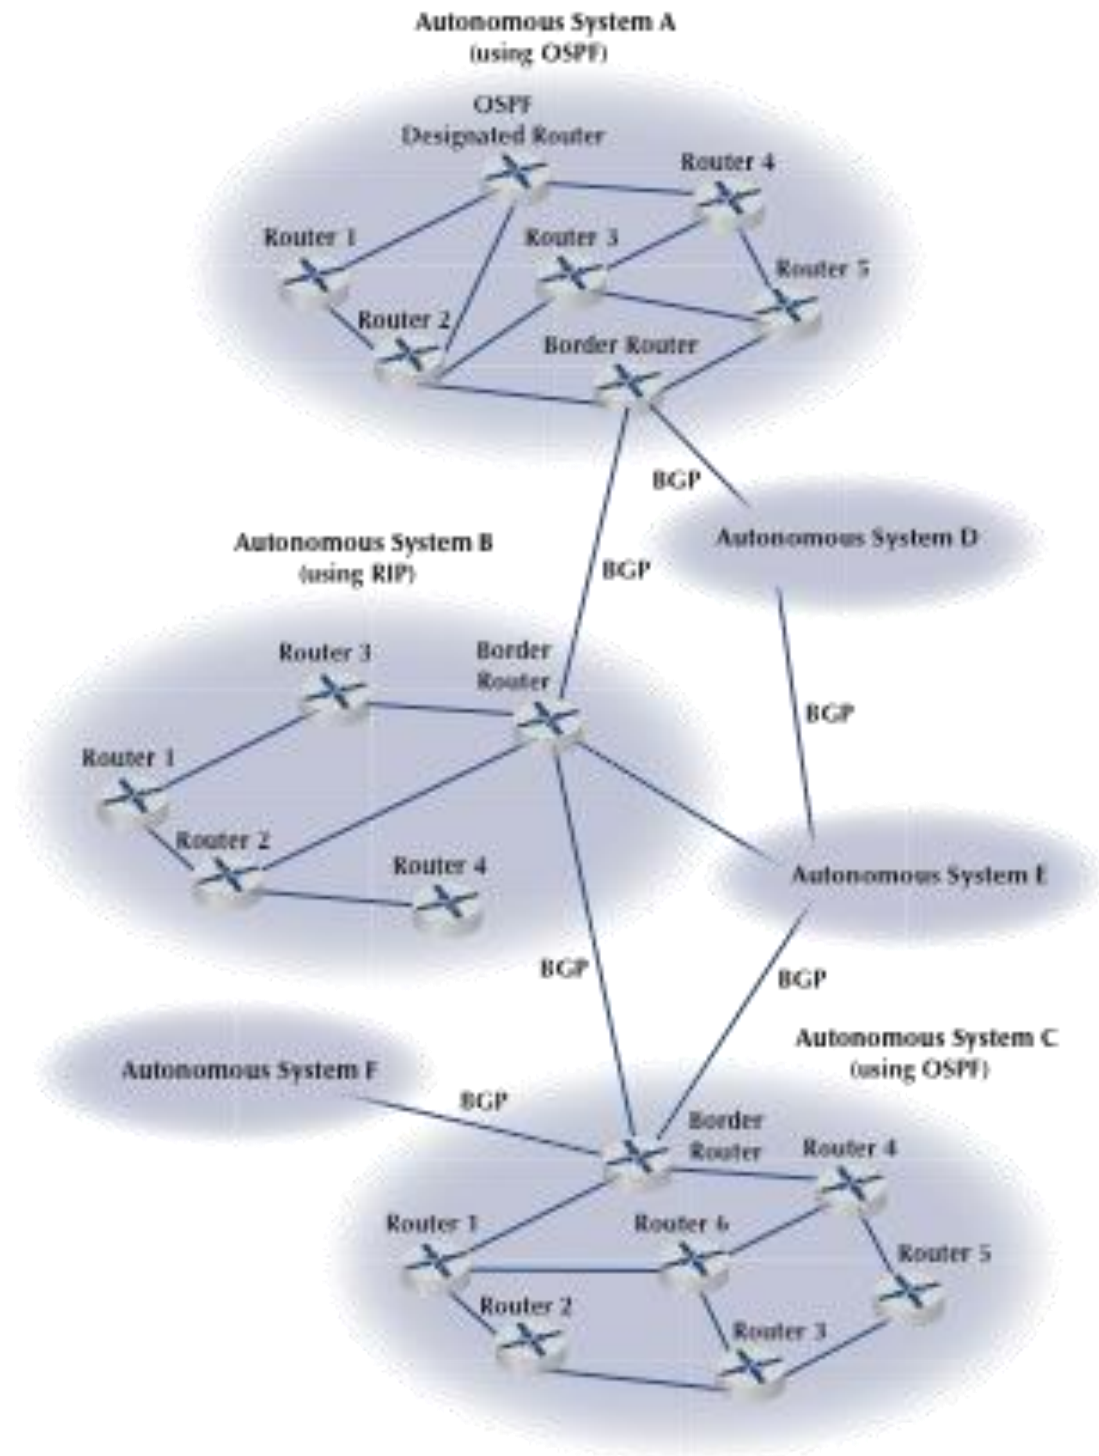 Autonomous System A
(using OSPF)
OSPF
Designated Router
Router 4
Router 1
Router 3
Router 5
Router 2
Border Router
BGP
Autonomous System D
Autonomous System B
(using RIP)
BGP
Router 3
Border
Router
BGP
Router 1
Router 2
Router 4
Autonomous System E
BGP
BGP
Autonomous System C
(using OSPF)
Autonomous System F
BGP
Border
Router
Router 4
Router 1
Router 6
Router 5
Router 2
Router 3